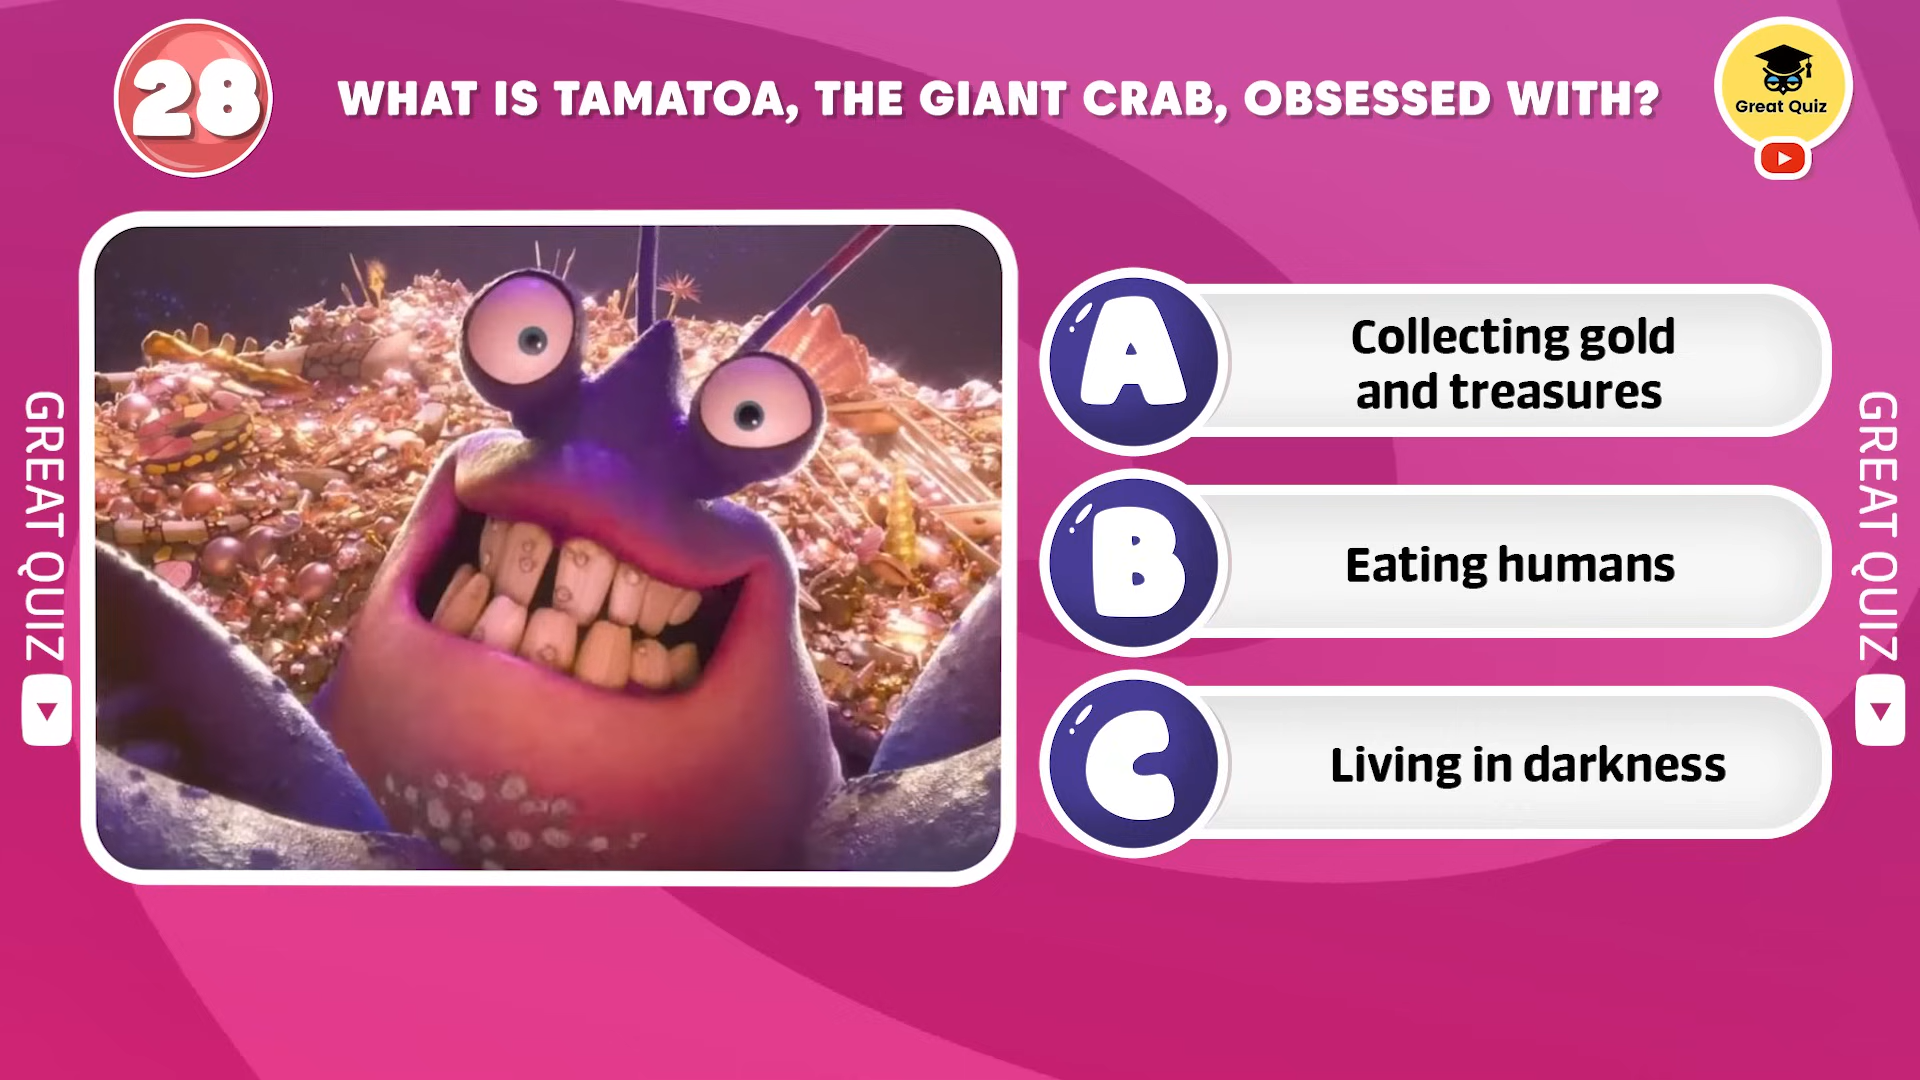 28
WHAT IS TAMATOA, THE GIANT CRAB, OBSESSED WITH?
Great Quiz
GREAT QUIZ
A
Collecting gold
and treasures
B
Eating humans
C
Living in darkness
GREAT QUIZ